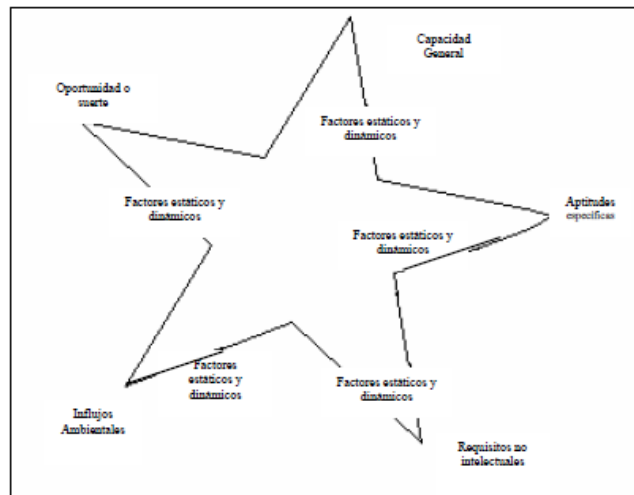 Capacidad
General
Oportunidad o
suerte
Factores estáticos y
dinámicos
Factores estáticos y
dinámicos
Aptitudes
específicas
Factores estáticos y
dinámicos
Factores
estáticos y
dinámicos
Factores estáticos y
dinámicos
Influjos
Ambientales
Requisitos no
intelectuales